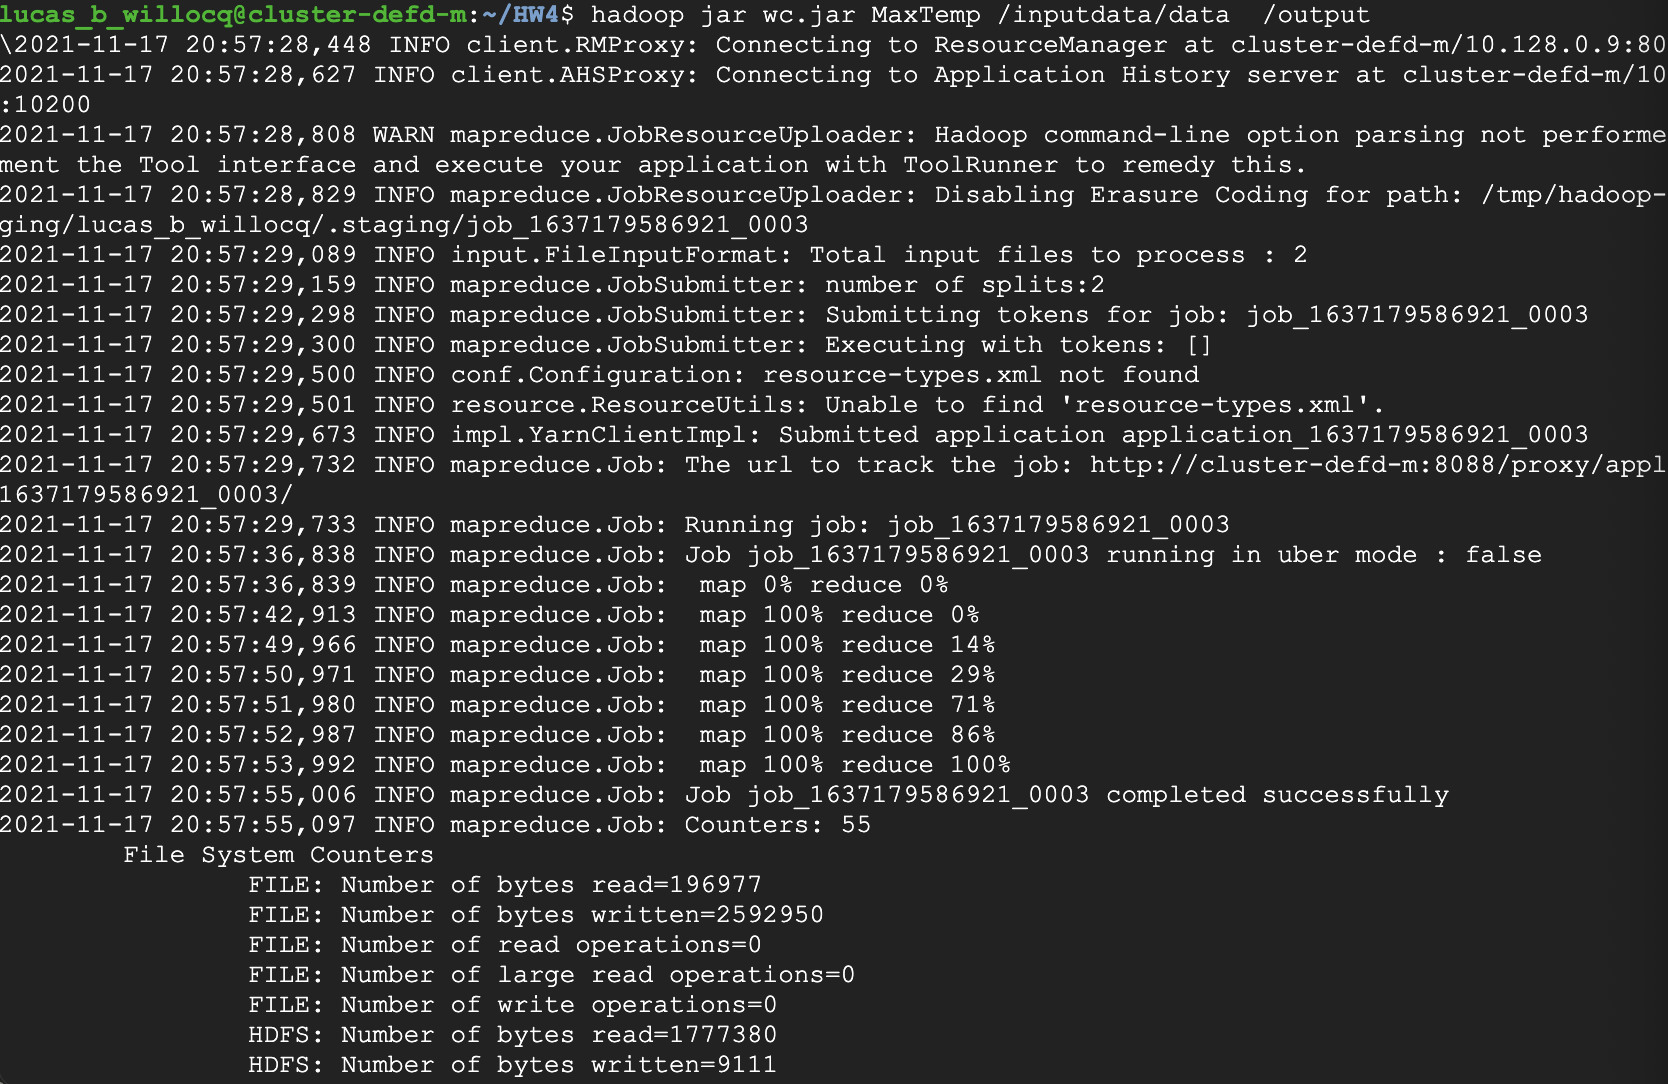 lucas_b_willocq@cluster-defd-m:~/HW4$ hadoop jar wc.jar MaxTemp /inputdata/data  /output
\2021-11-17 20:57:28,448 INFO client.RMProxy: Connecting to ResourceManager at cluster-defd-m/10.128.0.9:80
2021-11-17 20:57:28,627 INFO client.AHSProxy: Connecting to Application History server at cluster-defd-m/10
:10200
2021-11-17 20:57:28,808 WARN mapreduce.JobResourceUploader: Hadoop command-line option parsing not performe
ment the Tool interface and execute your application with ToolRunner to remedy this.
2021-11-17 20:57:28,829 INFO mapreduce.JobResourceUploader: Disabling Erasure Coding for path: /tmp/hadoop-
ging/lucas_b_willocq/.staging/job_1637179586921_0003
2021-11-17 20:57:29,089 INFO input.FileInputFormat: Total input files to process : 2
2021-11-17 20:57:29,159 INFO mapreduce.JobSubmitter: number of splits:2
2021-11-17 20:57:29,298 INFO mapreduce.JobSubmitter: Submitting tokens for job: job_1637179586921_0003
2021-11-17 20:57:29,300 INFO mapreduce.JobSubmitter: Executing with tokens: []
2021-11-17 20:57:29,500 INFO conf.Configuration: resource-types.xml not found
2021-11-17 20:57:29,501 INFO resource.ResourceUtils: Unable to find 'resource-types.xml'.
2021-11-17 20:57:29,673 INFO impl.YarnClientImpl: Submitted application application_1637179586921_0003
2021-11-17 20:57:29,732 INFO mapreduce.Job: The url to track the job: http://cluster-defd-m:8088/proxy/appl
1637179586921_0003/
2021-11-17 20:57:29,733 INFO mapreduce.Job: Running job: job_1637179586921_0003
2021-11-17 20:57:36,838 INFO mapreduce.Job: Job job_1637179586921_0003 running in uber mode : false
2021-11-17 20:57:36,839 INFO mapreduce.Job:  map 0% reduce 0%
2021-11-17 20:57:42,913 INFO mapreduce.Job:  map 100% reduce 0%
2021-11-17 20:57:49,966 INFO mapreduce.Job:  map 100% reduce 14%
2021-11-17 20:57:50,971 INFO mapreduce.Job:  map 100% reduce 29%
2021-11-17 20:57:51,980 INFO mapreduce.Job:  map 100% reduce 71%
2021-11-17 20:57:52,987 INFO mapreduce.Job:  map 100% reduce 86%
2021-11-17 20:57:53,992 INFO mapreduce.Job:  map 100% reduce 100%
2021-11-17 20:57:55,006 INFO mapreduce.Job: Job job_1637179586921_0003 completed successfully
2021-11-17 20:57:55,097 INFO mapreduce.Job: Counters: 55
File System Counters
FILE: Number of bytes read=196977
FILE: Number of bytes written=2592950
FILE: Number of read operations=0
FILE: Number of large read operations=0
FILE: Number of write operations=0
HDFS: Number of bytes read=1777380
HDFS: Number of bytes written=9111